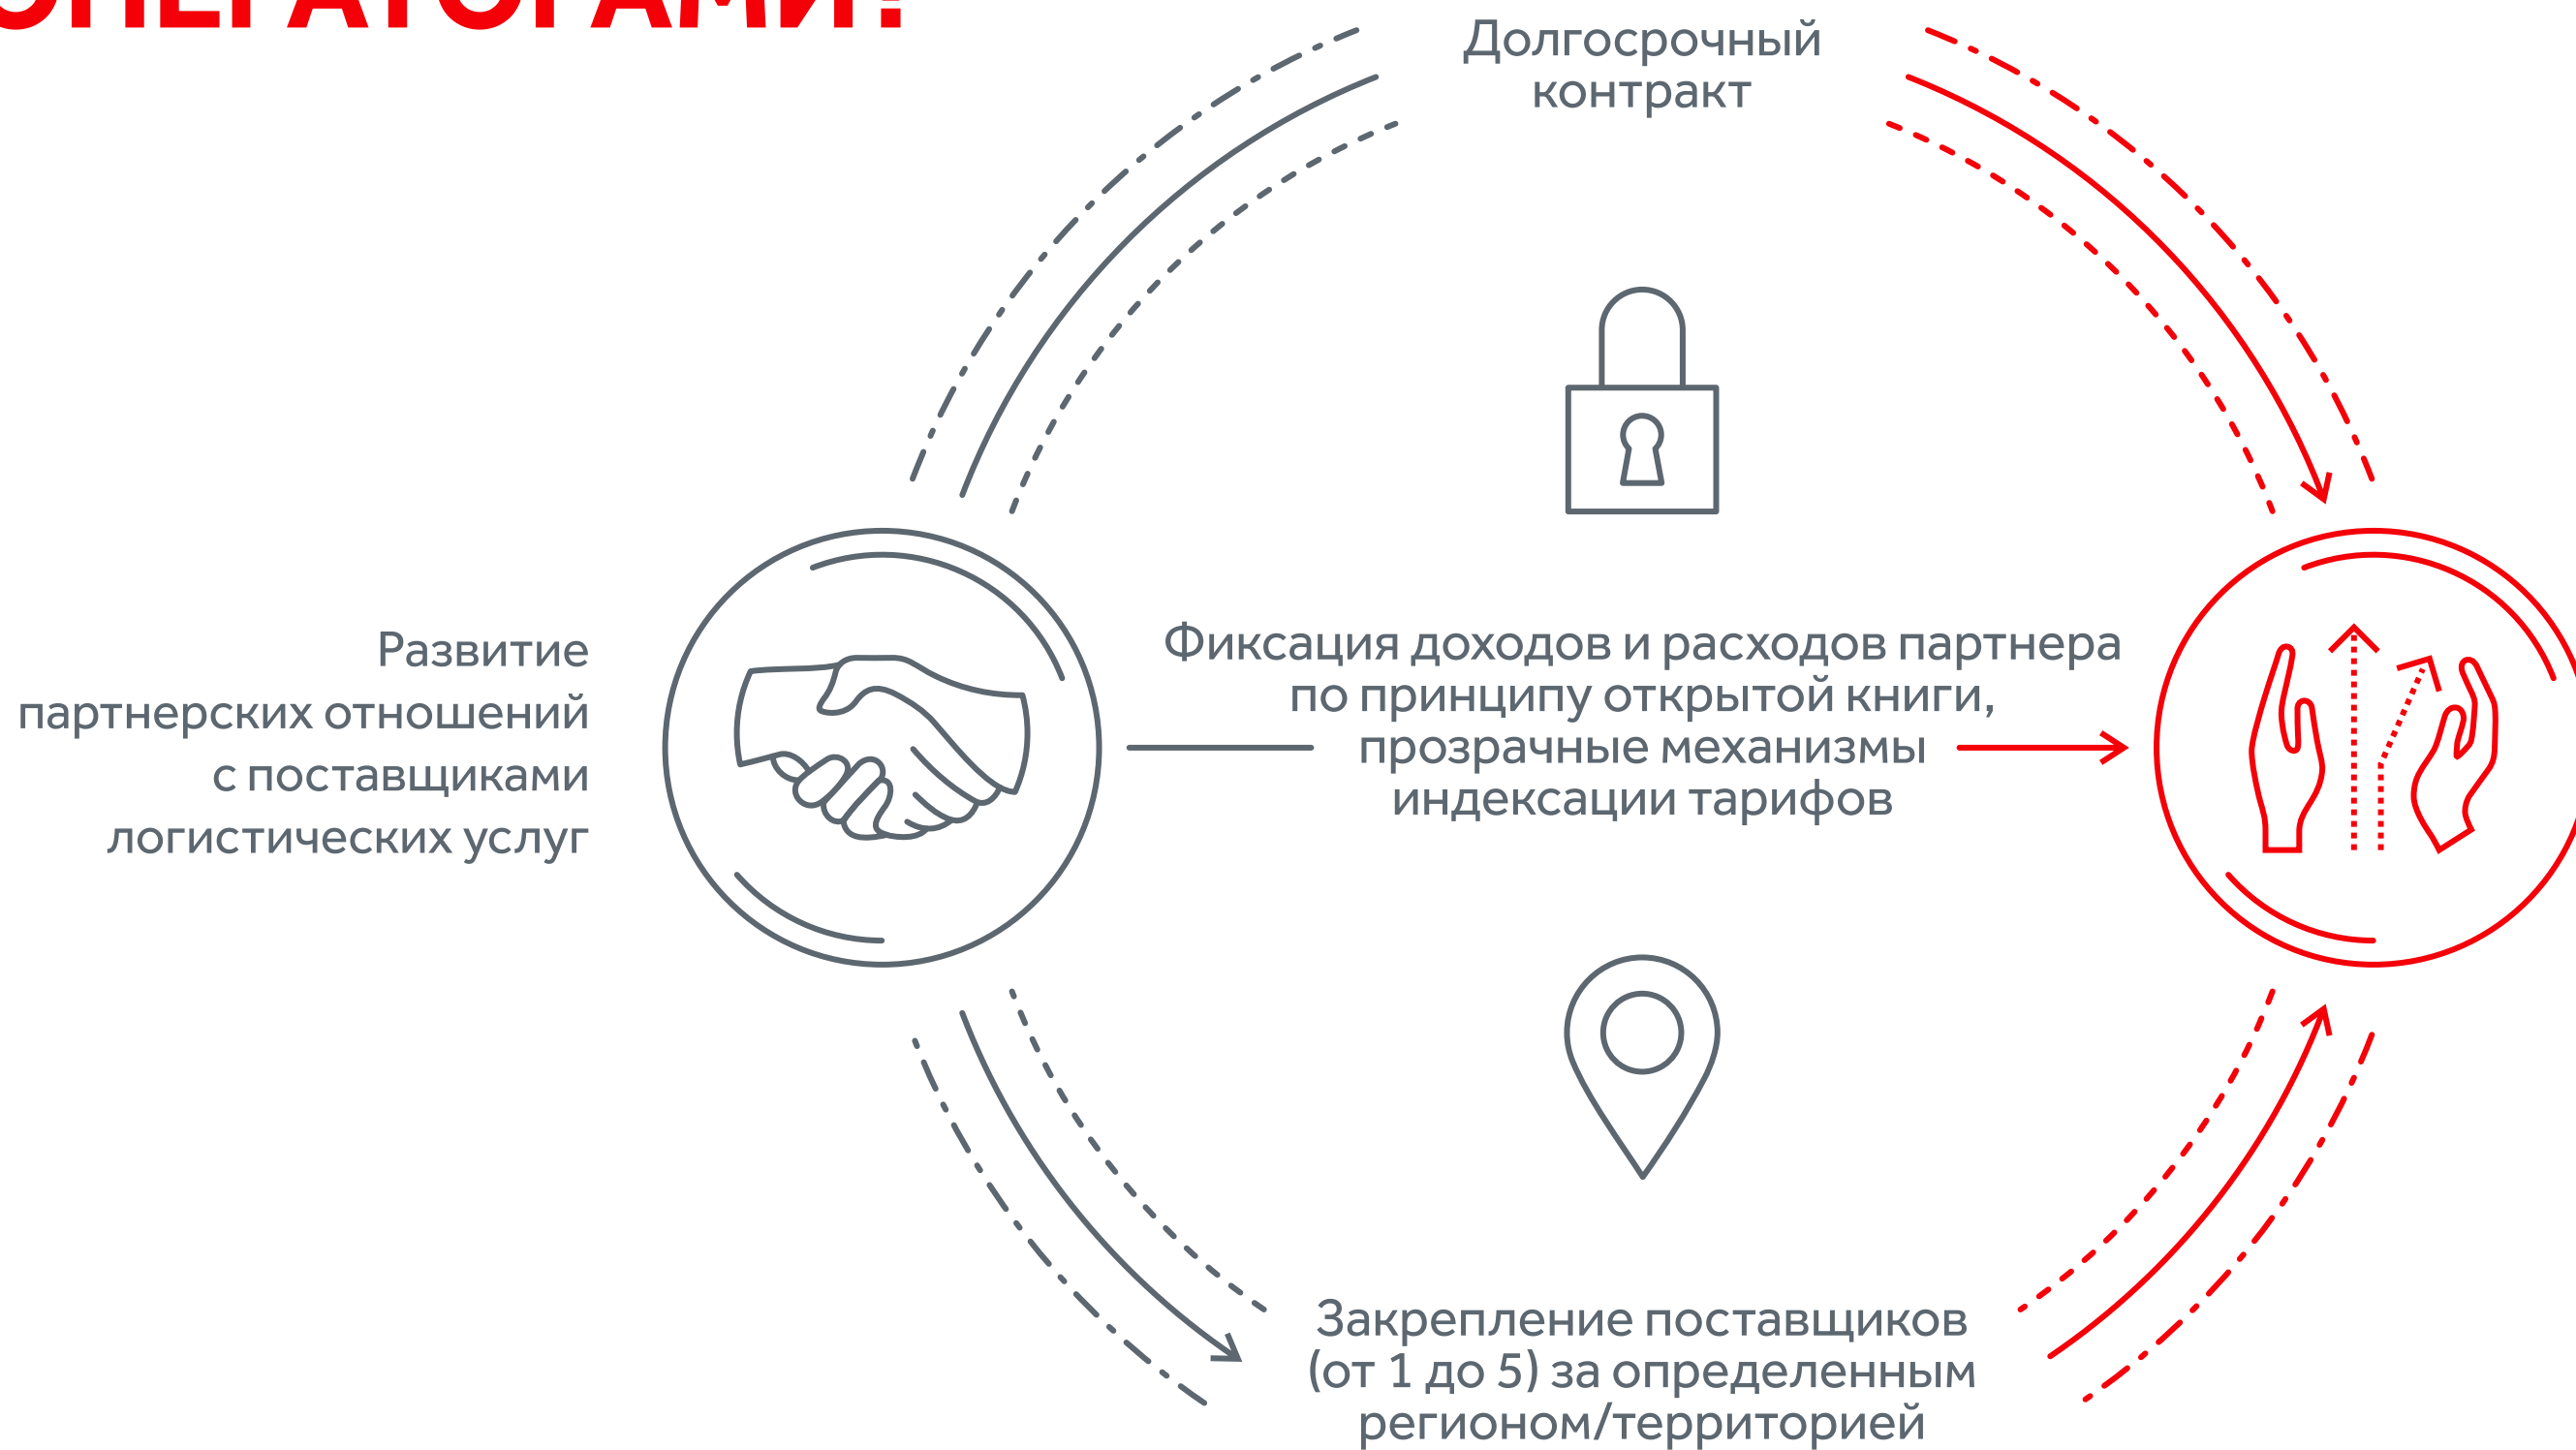 ОПЕРАТОРАМИ?
Долгосрочный
контракт
Развитие
партнерских отношений
с поставщиками
логистических услуг
Фиксация доходов и расходов партнера
по принципу открытой книги,
прозрачные механизмы
индексации тарифов
Закрепление поставщиков
(от 1 до 5) за определенным
регионом/территорией